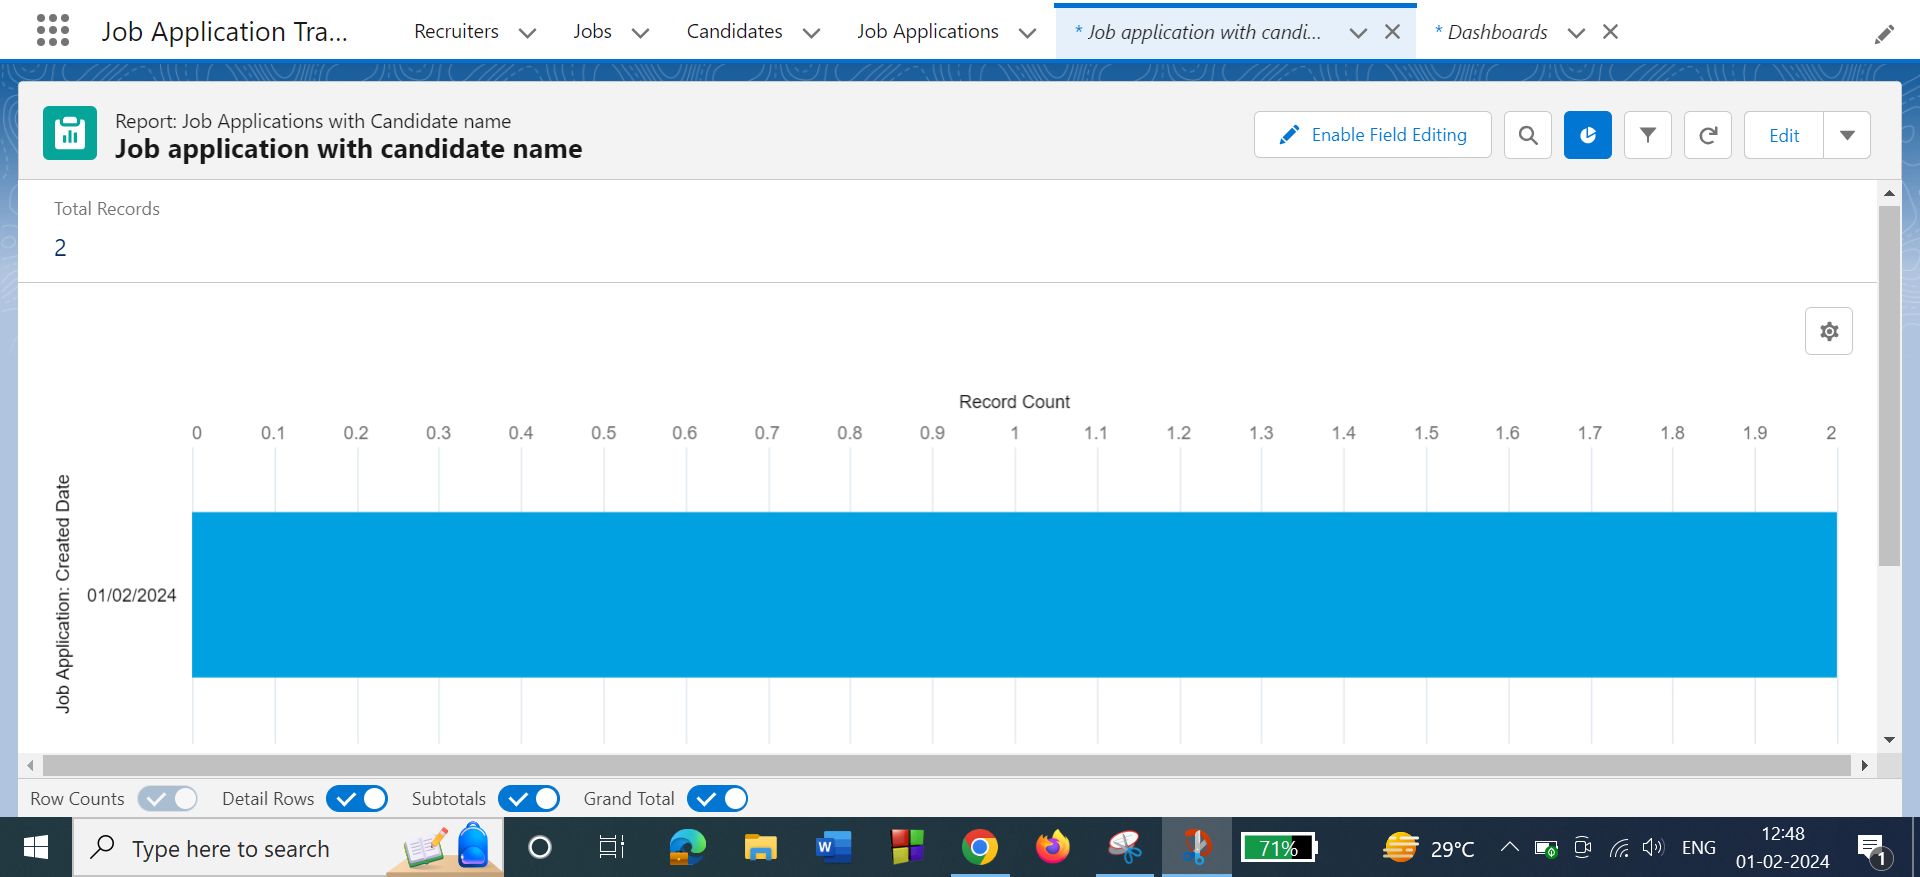 Job Application Tra...
Recruiters
Jobs
Candidates
Job Applications
* Job application with candi...
* Dashboards
Report: Job Applications with Candidate name
Job application with candidate name
Enable Field Editing
Edit
Total Records
2
Record Count
0 0.1 0.2 0.3 0.4 0.5 0.6 0.7 0.8 0.9 1 1.1 1.2 1.3 1.4 1.5 1.6 1.7 1.8 1.9 2
Job Application: Created Date
01/02/2024
Row Counts
Detail Rows
Subtotals
Grand Total
Type here to search
W
71%
29°C
ENG
12:48
01-02-2024
1